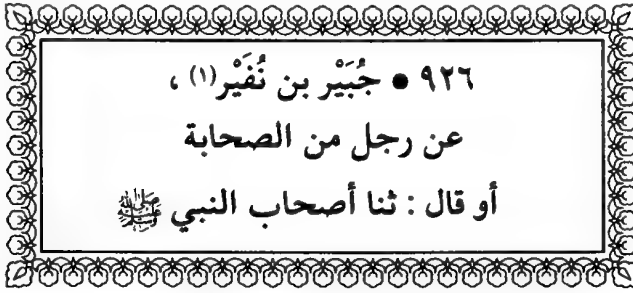 ٩٢٦ • جُبَيْر بن نُفَيْر(١) ،
عن رجل من الصحابة
أو قال : ثنا أصحاب النبي ﷺ